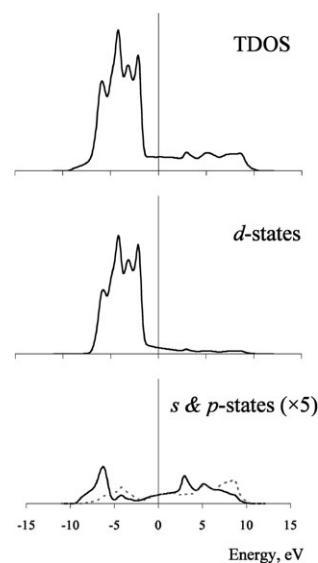 TDOS
d-states
s & p-states (×5)
-15 -10 -5 0 5 10 15
Energy, eV